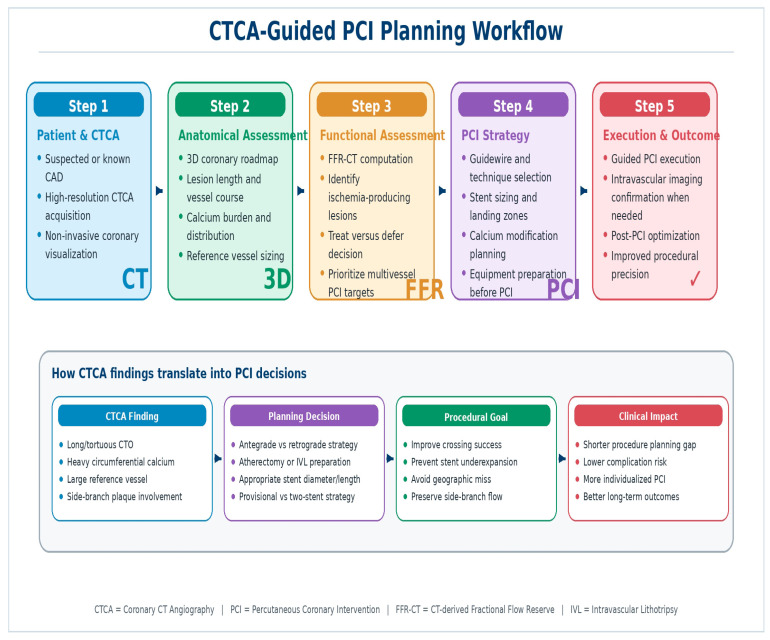 CTCA-Guided PCI Planning Workflow
Step 1
Patient & CTCA
• Suspected or known
CAD
• High-resolution CTCA
acquisition
• Non-invasive coronary
visualization
CT
Step 2
Anatomical Assessment
• 3D coronary roadmap
• Lesion length and
vessel course
• Calcium burden and
distribution
• Reference vessel sizing
3D
Step 3
Functional Assessment
• FFR-CT computation
• Identify
ischemia-producing
lesions
• Treat versus defer
decision
• Prioritize multivessel
PCI targets
FFR
Step 4
PCI Strategy
• Guidewire and
technique selection
• Stent sizing and
landing zones
• Calcium modification
planning
• Equipment preparation
before PCI
PCI
Step 5
Execution & Outcome
• Guided PCI execution
• Intravascular imaging
confirmation when
needed
• Post-PCI optimization
• Improved procedural
precision
✓
How CTCA findings translate into PCI decisions
CTCA Finding
• Long/tortuous CTO
• Heavy circumferential calcium
• Large reference vessel
• Side-branch plaque involvement
Planning Decision
• Antegrade vs retrograde strategy
• Atherectomy or IVL preparation
• Appropriate stent diameter/length
• Provisional vs two-stent strategy
Procedural Goal
• Improve crossing success
• Prevent stent underexpansion
• Avoid geographic miss
• Preserve side-branch flow
Clinical Impact
• Shorter procedure planning gap
• Lower complication risk
• More individualized PCI
• Better long-term outcomes
CTCA = Coronary CT Angiography | PCI = Percutaneous Coronary Intervention | FFR-CT = CT-derived Fractional Flow Reserve | IVL = Intravascular Lithotripsy